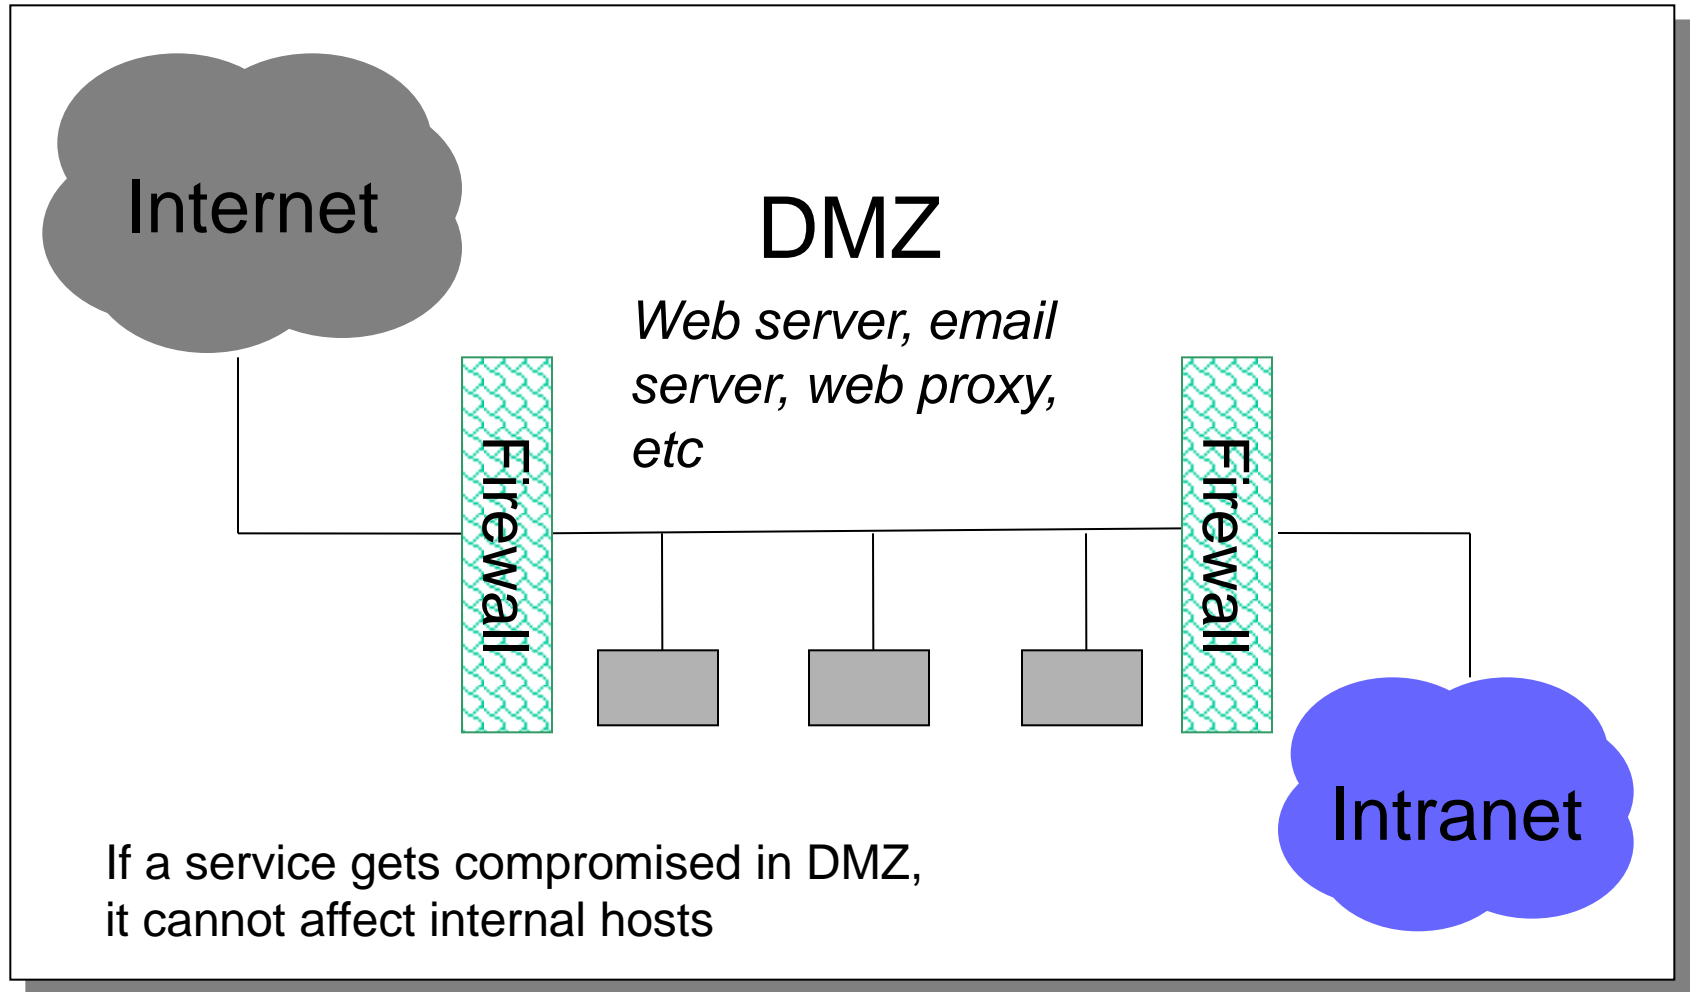 Internet
DMZ
Web server, email
server, web proxy,
etc
Firewall
Firewall
Intranet
If a service gets compromised in DMZ,
it cannot affect internal hosts